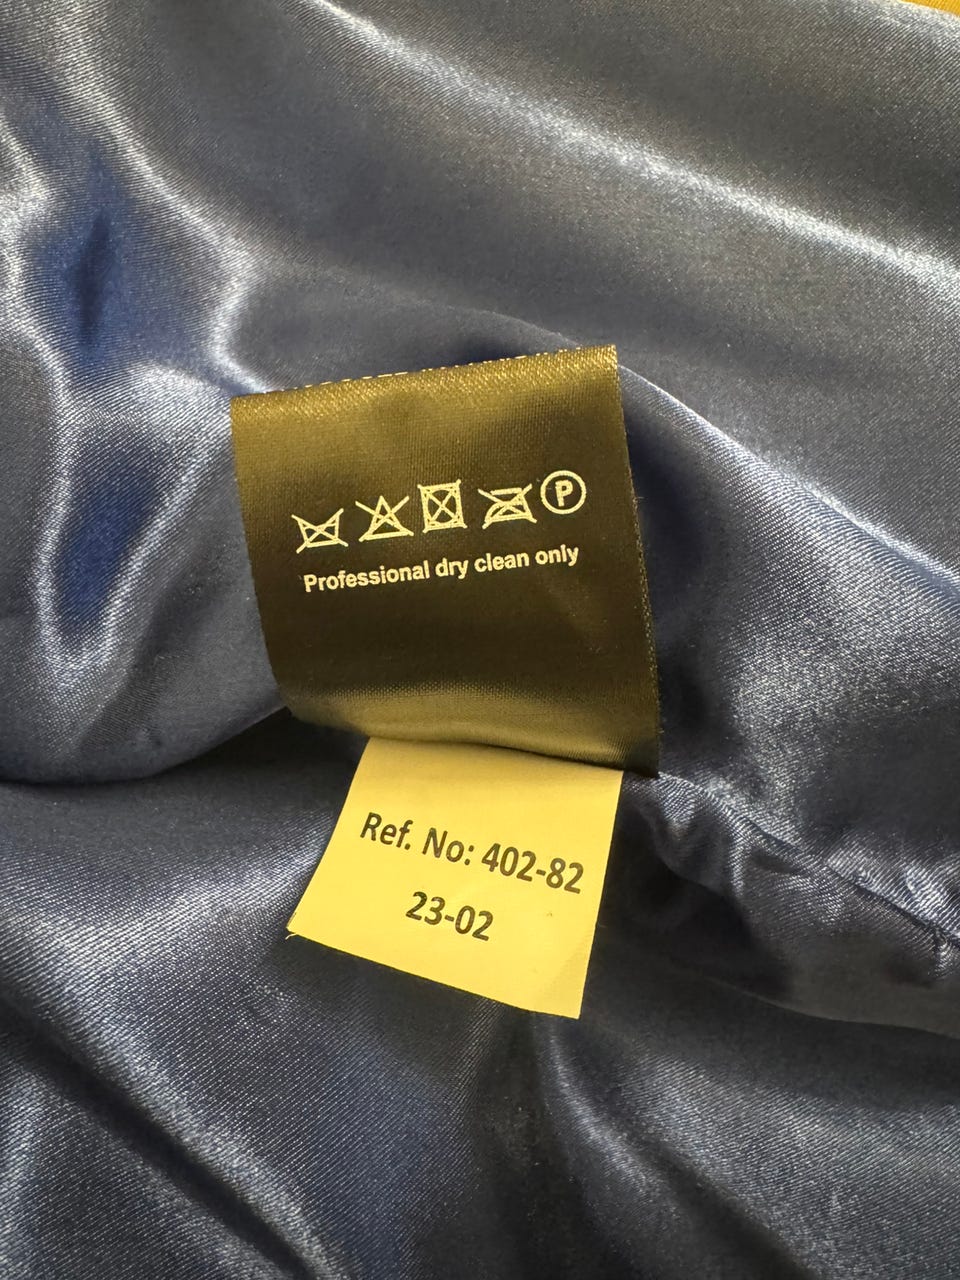 P
Professional dry clean only
Ref. No: 402-82
23-02